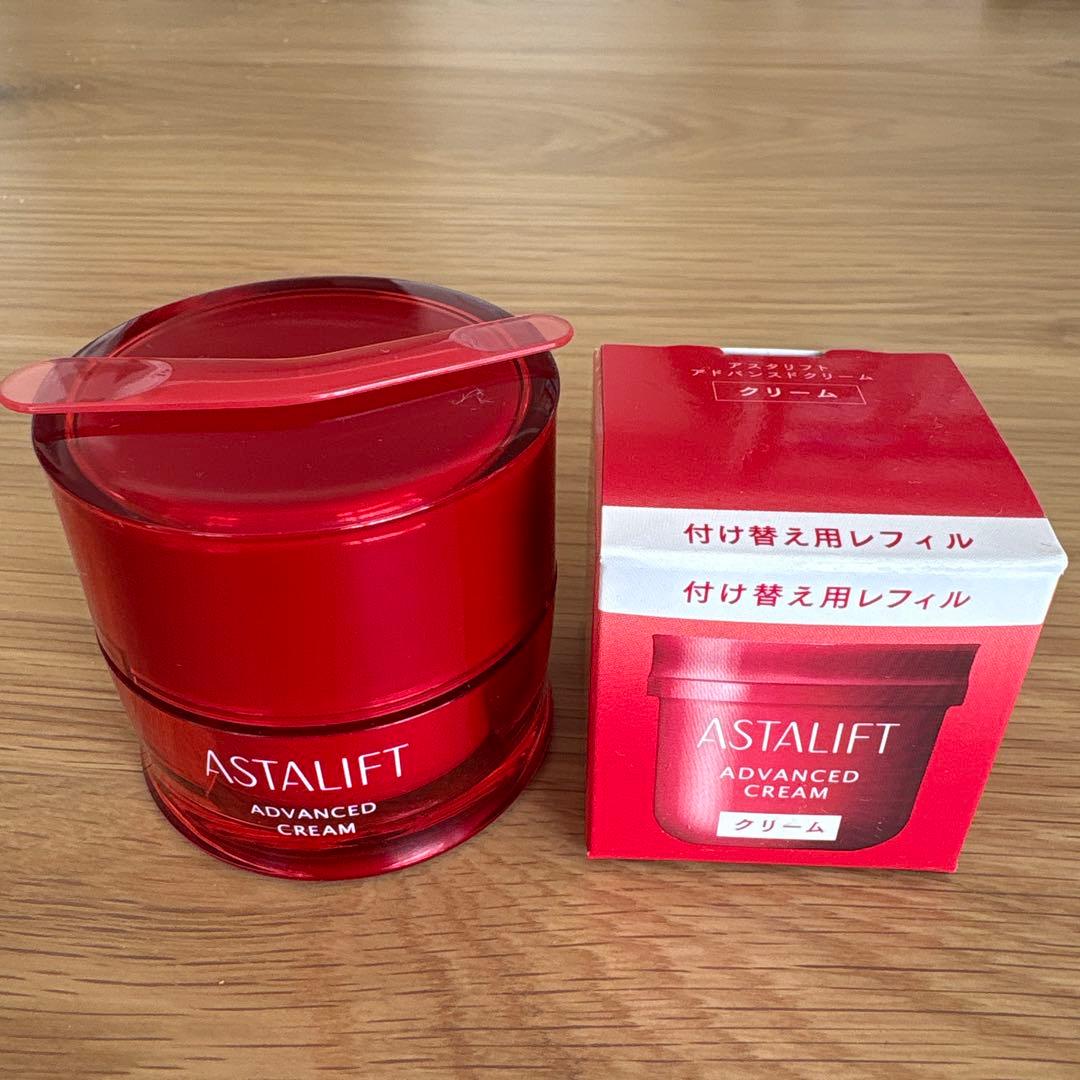 ASTALIFT
ADVANCED
CREAM
アスタリフト
アドバンスドクリーム
クリーム
付け替え用レフィル
付け替え用レフィル
ASTALIFT
ADVANCED
CREAM
クリーム